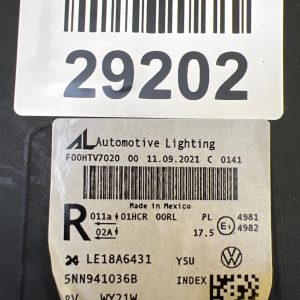 29202
AL Automotive Lighting
F00HTV7020 00 11.09.2021 C 0141
Made in Mexico
R 011a 01HCR 00RL PL 4981
02A 17.5 E1 4982
LE18A6431 YSU
5NN941036B INDEX
WY21W